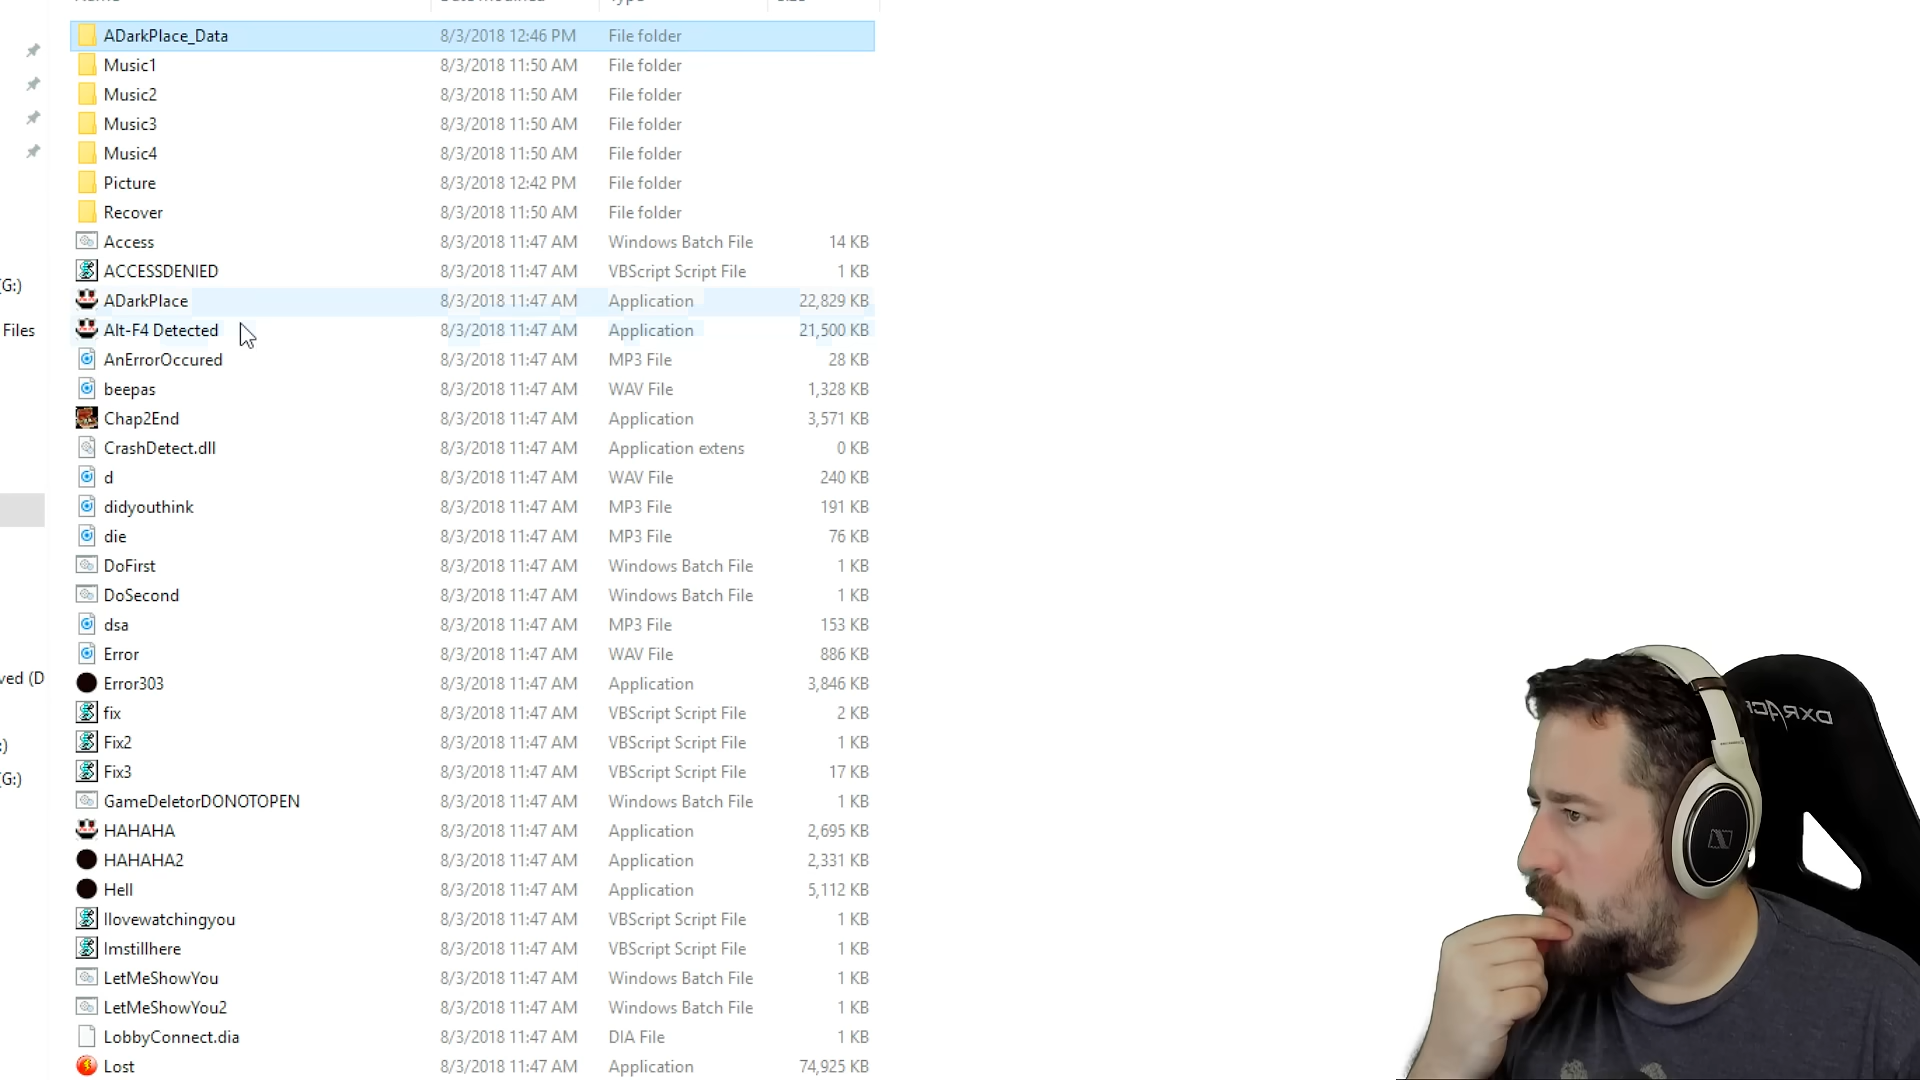 ADarkPlace_Data 8/3/2018 12:46 PM File folder
Music1 8/3/2018 11:50 AM File folder
Music2 8/3/2018 11:50 AM File folder
Music3 8/3/2018 11:50 AM File folder
Music4 8/3/2018 11:50 AM File folder
Picture 8/3/2018 12:42 PM File folder
Recover 8/3/2018 11:50 AM File folder
Access 8/3/2018 11:47 AM Windows Batch File 14 KB
ACCESSDENIED 8/3/2018 11:47 AM VBScript Script File 1 KB
(G:)
ADarkPlace 8/3/2018 11:47 AM Application 22,829 KB
Files
Alt-F4 Detected 8/3/2018 11:47 AM Application 21,500 KB
AnErrorOccured 8/3/2018 11:47 AM MP3 File 28 KB
beepas 8/3/2018 11:47 AM WAV File 1,328 KB
Chap2End 8/3/2018 11:47 AM Application 3,571 KB
CrashDetect.dll 8/3/2018 11:47 AM Application extens 0 KB
d 8/3/2018 11:47 AM WAV File 240 KB
didyouthink 8/3/2018 11:47 AM MP3 File 191 KB
die 8/3/2018 11:47 AM MP3 File 76 KB
DoFirst 8/3/2018 11:47 AM Windows Batch File 1 KB
DoSecond 8/3/2018 11:47 AM Windows Batch File 1 KB
dsa 8/3/2018 11:47 AM MP3 File 153 KB
Error 8/3/2018 11:47 AM WAV File 886 KB
ved (D
Error303 8/3/2018 11:47 AM Application 3,846 KB
fix 8/3/2018 11:47 AM VBScript Script File 2 KB
Fix2 8/3/2018 11:47 AM VBScript Script File 1 KB
:)
Fix3 8/3/2018 11:47 AM VBScript Script File 17 KB
(G:)
GameDeletorDONOTOPEN 8/3/2018 11:47 AM Windows Batch File 1 KB
HAHAHA 8/3/2018 11:47 AM Application 2,695 KB
HAHAHA2 8/3/2018 11:47 AM Application 2,331 KB
Hell 8/3/2018 11:47 AM Application 5,112 KB
Ilovewatchingyou 8/3/2018 11:47 AM VBScript Script File 1 KB
Imstillhere 8/3/2018 11:47 AM VBScript Script File 1 KB
LetMeShowYou 8/3/2018 11:47 AM Windows Batch File 1 KB
LetMeShowYou2 8/3/2018 11:47 AM Windows Batch File 1 KB
LobbyConnect.dia 8/3/2018 11:47 AM DIA File 1 KB
Lost 8/3/2018 11:47 AM Application 74,925 KB